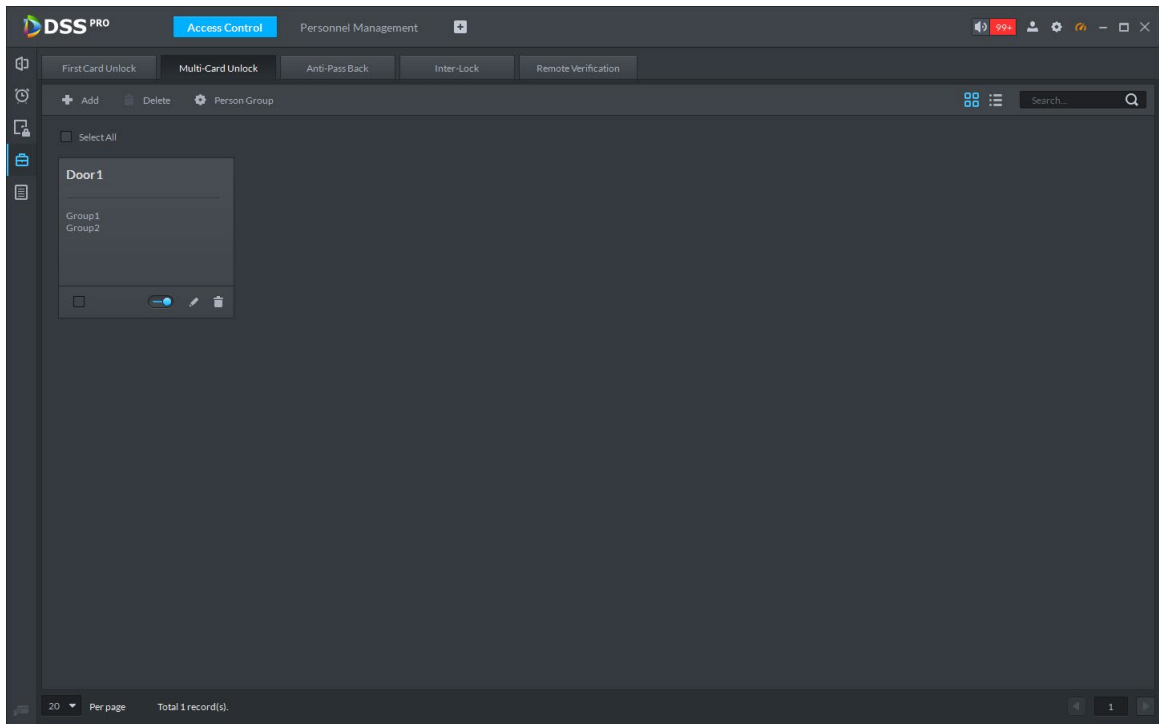 DSS PRO Access Control Personnel Management 99+
First Card Unlock Multi-Card Unlock Anti-Pass Back Inter-Lock Remote Verification
Add Delete Person Group Search...
Select All
Door1
Group1
Group2
20 Per page Total 1 record(s). 1